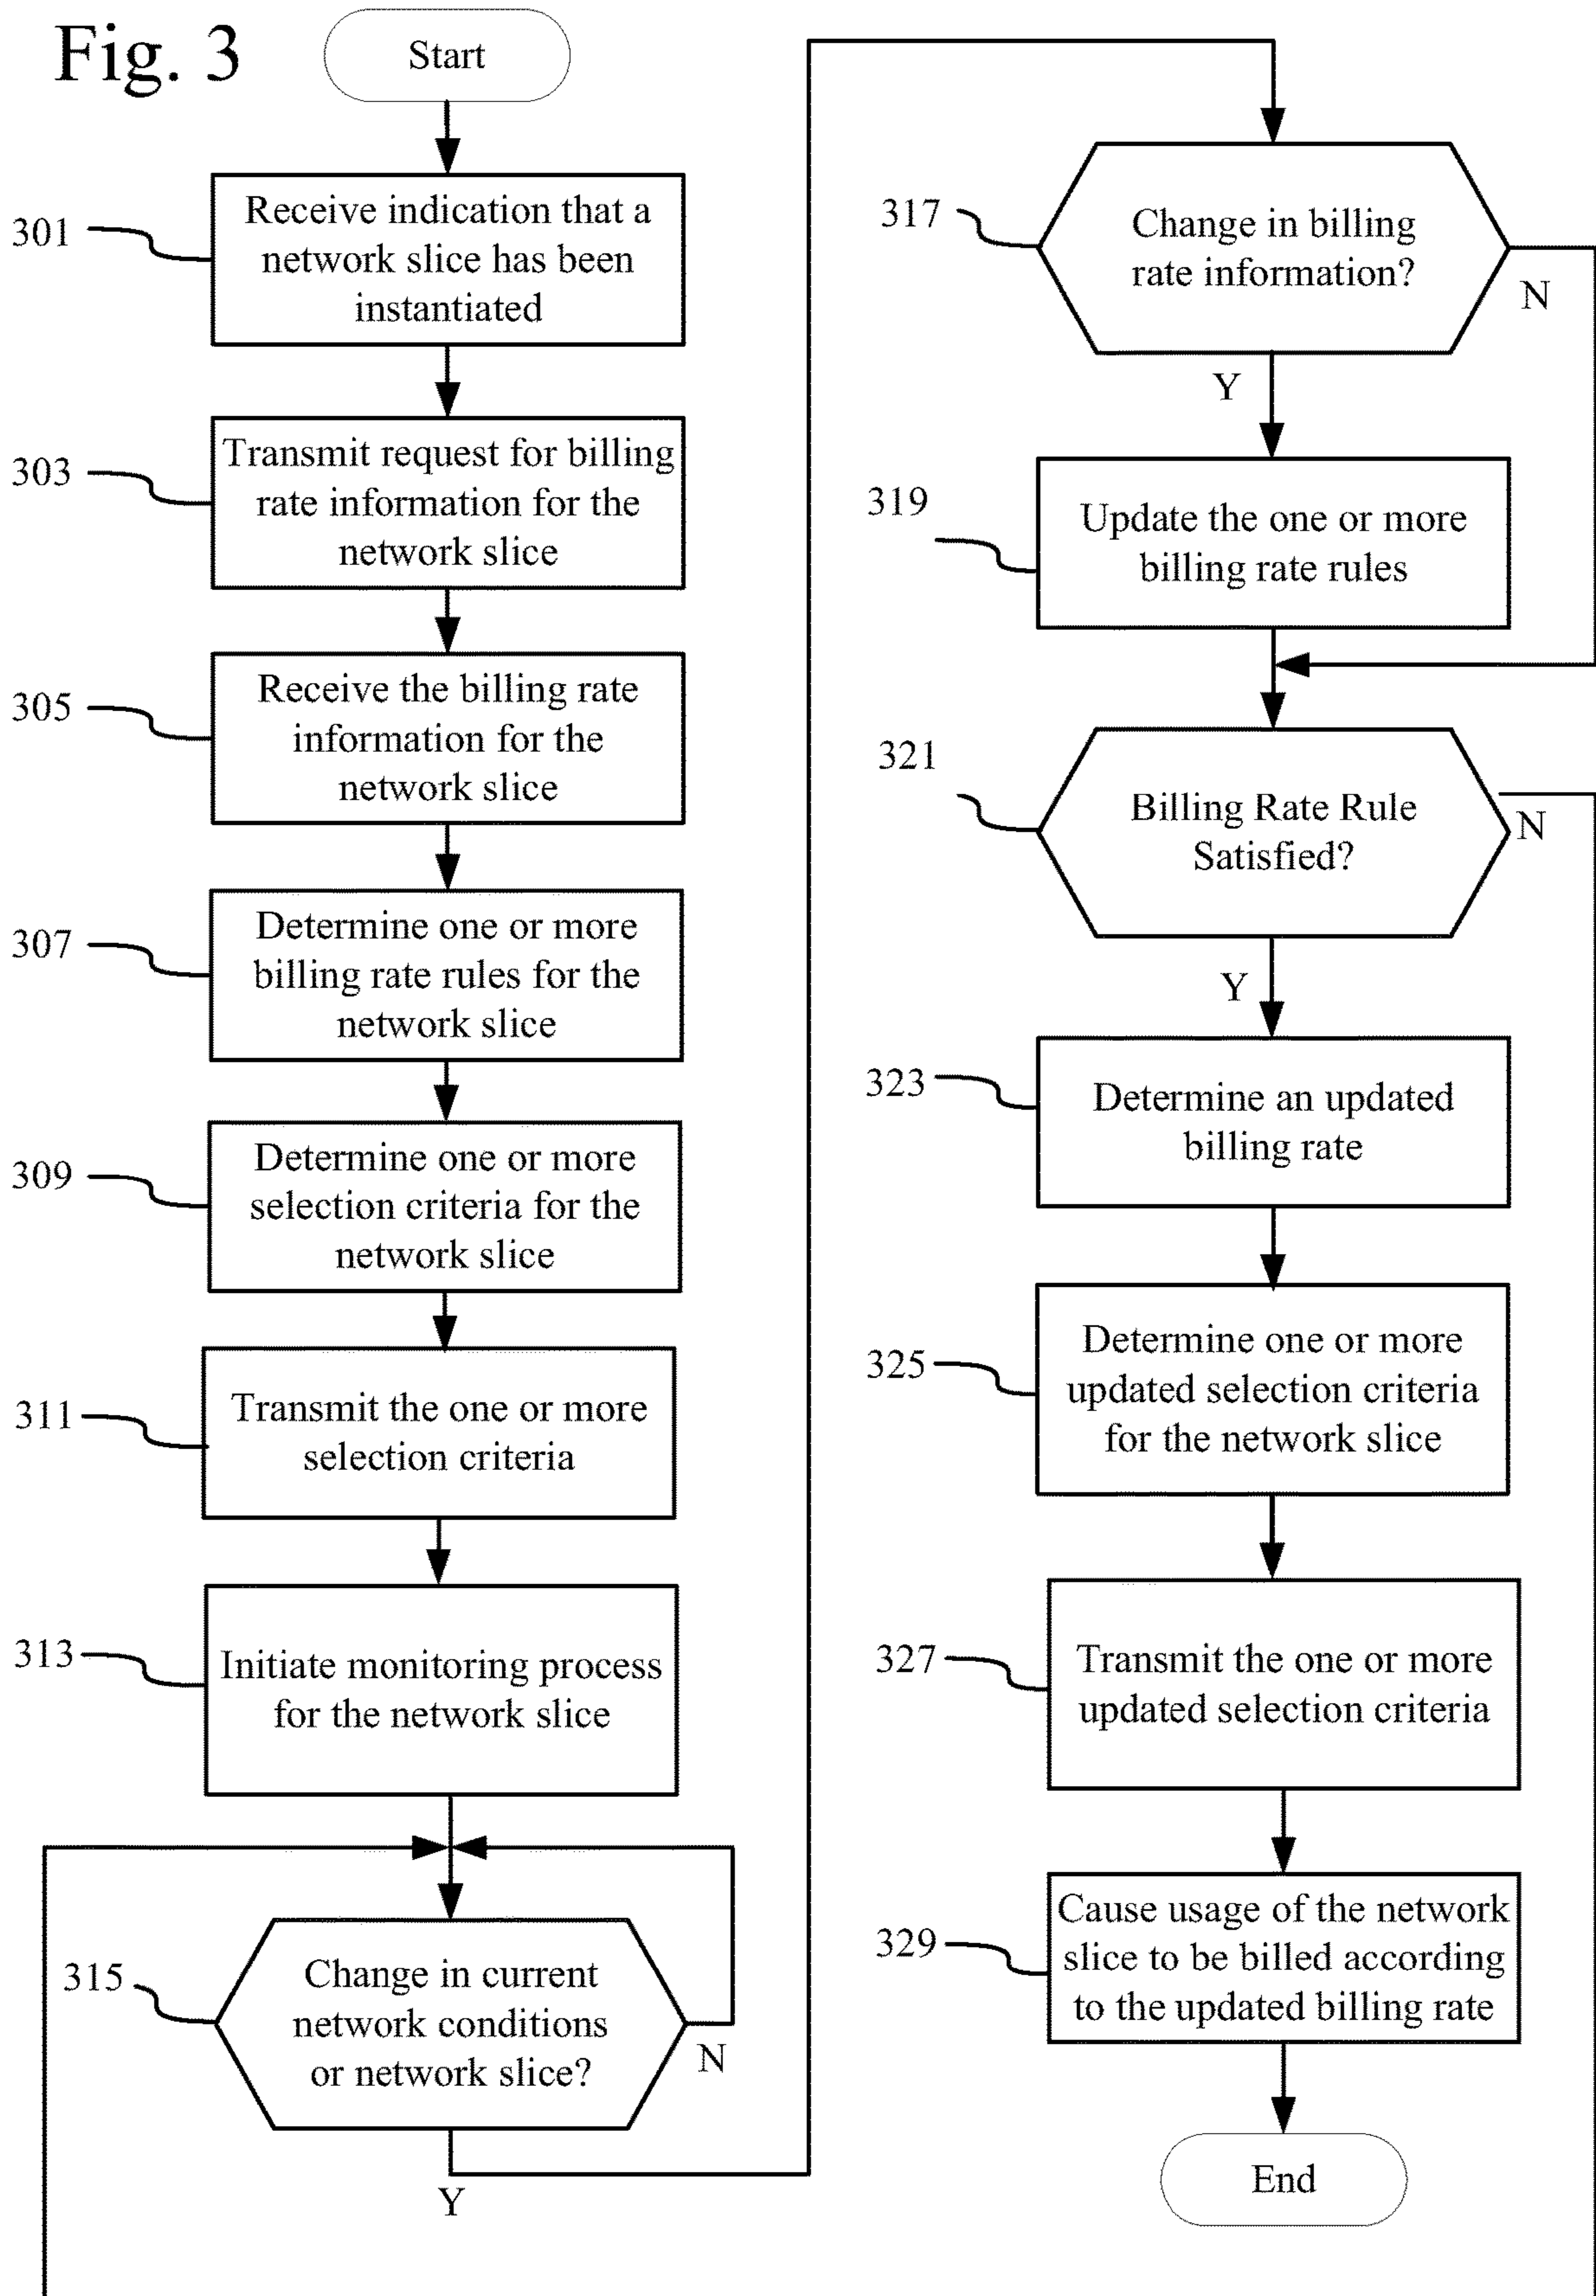 Fig. 3
Start
301
Receive indication that a
network slice has been
instantiated
303
Transmit request for billing
rate information for the
network slice
305
Receive the billing rate
information for the
network slice
307
Determine one or more
billing rate rules for the
network slice
309
Determine one or more
selection criteria for the
network slice
311
Transmit the one or more
selection criteria
313
Initiate monitoring process
for the network slice
315
Change in current
network conditions
or network slice?
N
Y
317
Change in billing
rate information?
N
Y
319
Update the one or more
billing rate rules
321
Billing Rate Rule
Satisfied?
N
Y
323
Determine an updated
billing rate
325
Determine one or more
updated selection criteria
for the network slice
327
Transmit the one or more
updated selection criteria
329
Cause usage of the network
slice to be billed according
to the updated billing rate
End